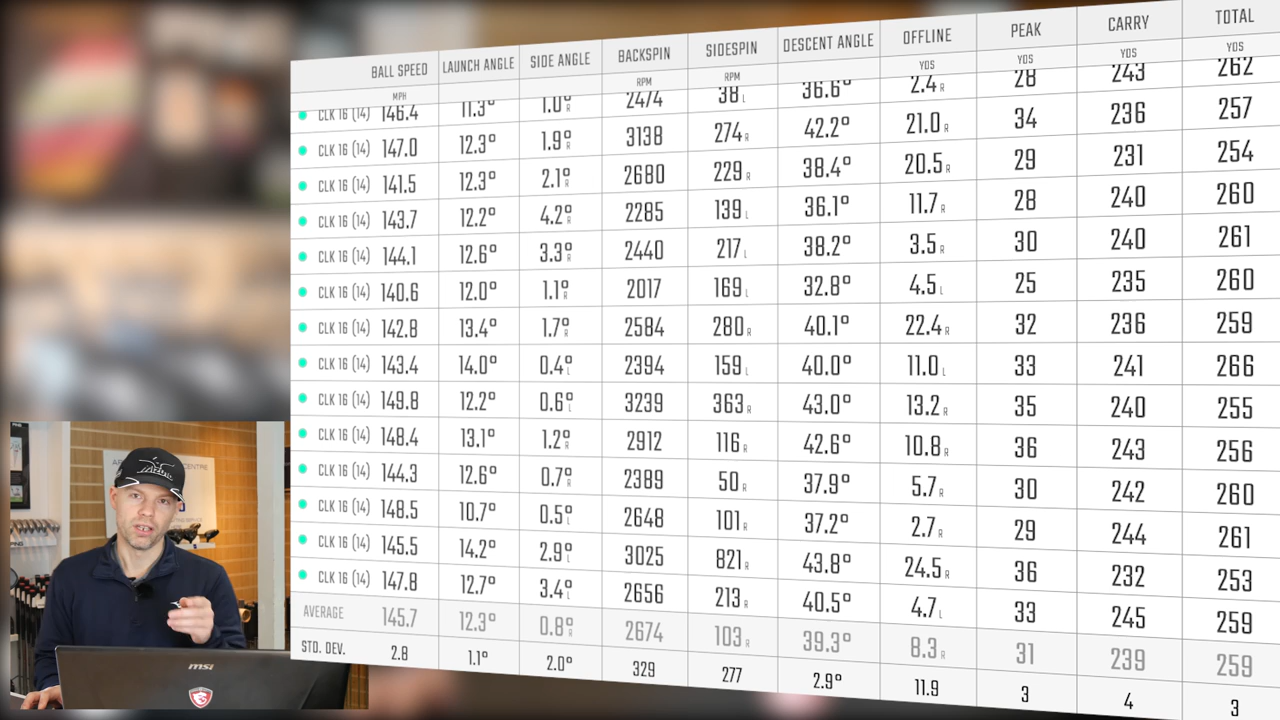 BALL SPEED LAUNCH ANGLE SIDE ANGLE BACKSPIN SIDESPIN DESCENT ANGLE OFFLINE PEAK CARRY TOTAL
MPH RPM RPM YDS YDS YDS YDS
CLK 16 (14) 146.4 11.3° 1.0° R 2474 38 L 36.6° 2.4 R 28 243 262
CLK 16 (14) 147.0 12.3° 1.9° R 3138 274 R 42.2° 21.0 R 34 236 257
CLK 16 (14) 141.5 12.3° 2.1° R 2680 229 R 38.4° 20.5 R 29 231 254
CLK 16 (14) 143.7 12.2° 4.2° R 2285 139 L 36.1° 11.7 R 28 240 260
CLK 16 (14) 144.1 12.6° 3.3° R 2440 217 L 38.2° 3.5 R 30 240 261
CLK 16 (14) 140.6 12.0° 1.1° R 2017 169 L 32.8° 4.5 L 25 235 260
CLK 16 (14) 142.8 13.4° 1.7° R 2584 280 R 40.1° 22.4 R 32 236 259
CLK 16 (14) 143.4 14.0° 0.4° L 2394 159 L 40.0° 11.0 L 33 241 266
CLK 16 (14) 149.8 12.2° 0.6° L 3239 363 R 43.0° 13.2 R 35 240 255
CLK 16 (14) 148.4 13.1° 1.2° R 2912 116 R 42.6° 10.8 R 36 243 256
CLK 16 (14) 144.3 12.6° 0.7° R 2389 50 R 37.9° 5.7 R 30 242 260
CLK 16 (14) 148.5 10.7° 0.5° L 2648 101 R 37.2° 2.7 R 29 244 261
CLK 16 (14) 145.5 14.2° 2.9° L 3025 821 R 43.8° 24.5 R 36 232 253
CLK 16 (14) 147.8 12.7° 3.4° L 2656 213 R 40.5° 4.7 L 33 245 259
AVERAGE 145.7 12.3° 0.8° R 2674 103 R 39.3° 8.3 R 31 239 259
STD. DEV. 2.8 1.1° 2.0° 329 277 2.9° 11.9 3 4 3
CENTRE
PING
msi